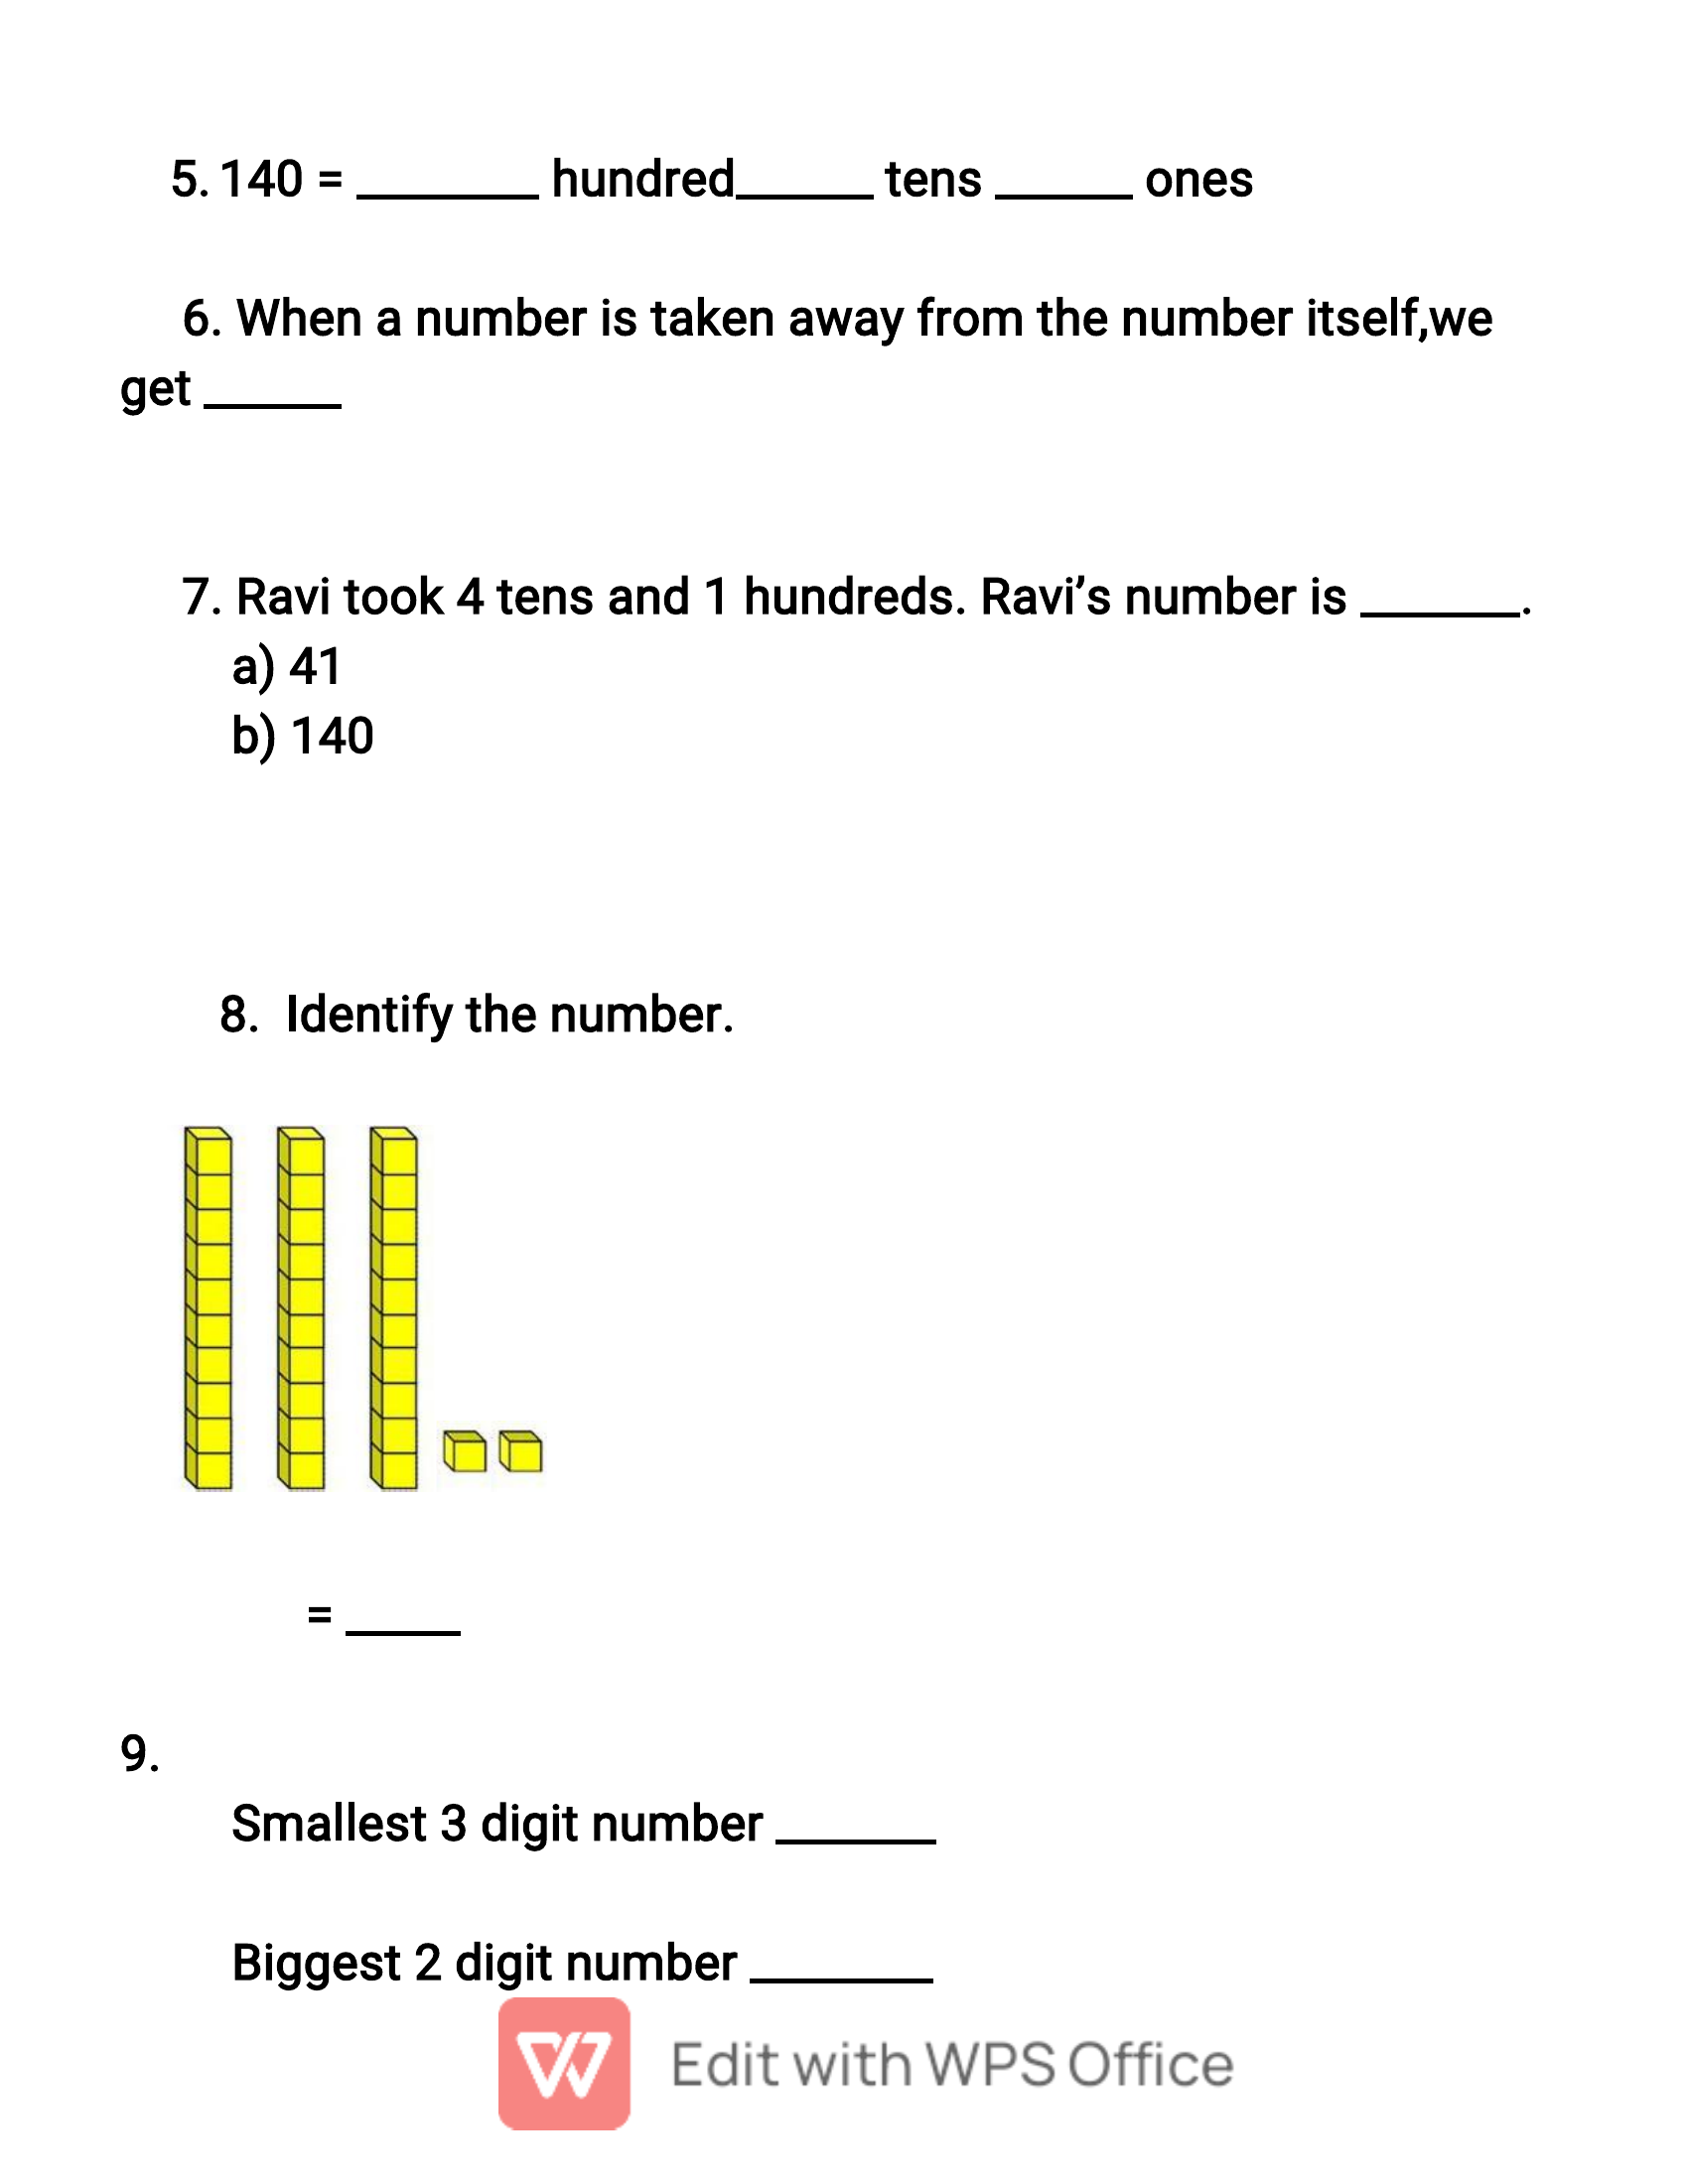 5. 140 = ________ hundred______ tens ______ ones
6. When a number is taken away from the number itself,we
get ______
7. Ravi took 4 tens and 1 hundreds. Ravi’s number is _______.
a) 41
b) 140
8. Identify the number.
= _____
9.
Smallest 3 digit number _______
Biggest 2 digit number ________
Edit with WPS Office